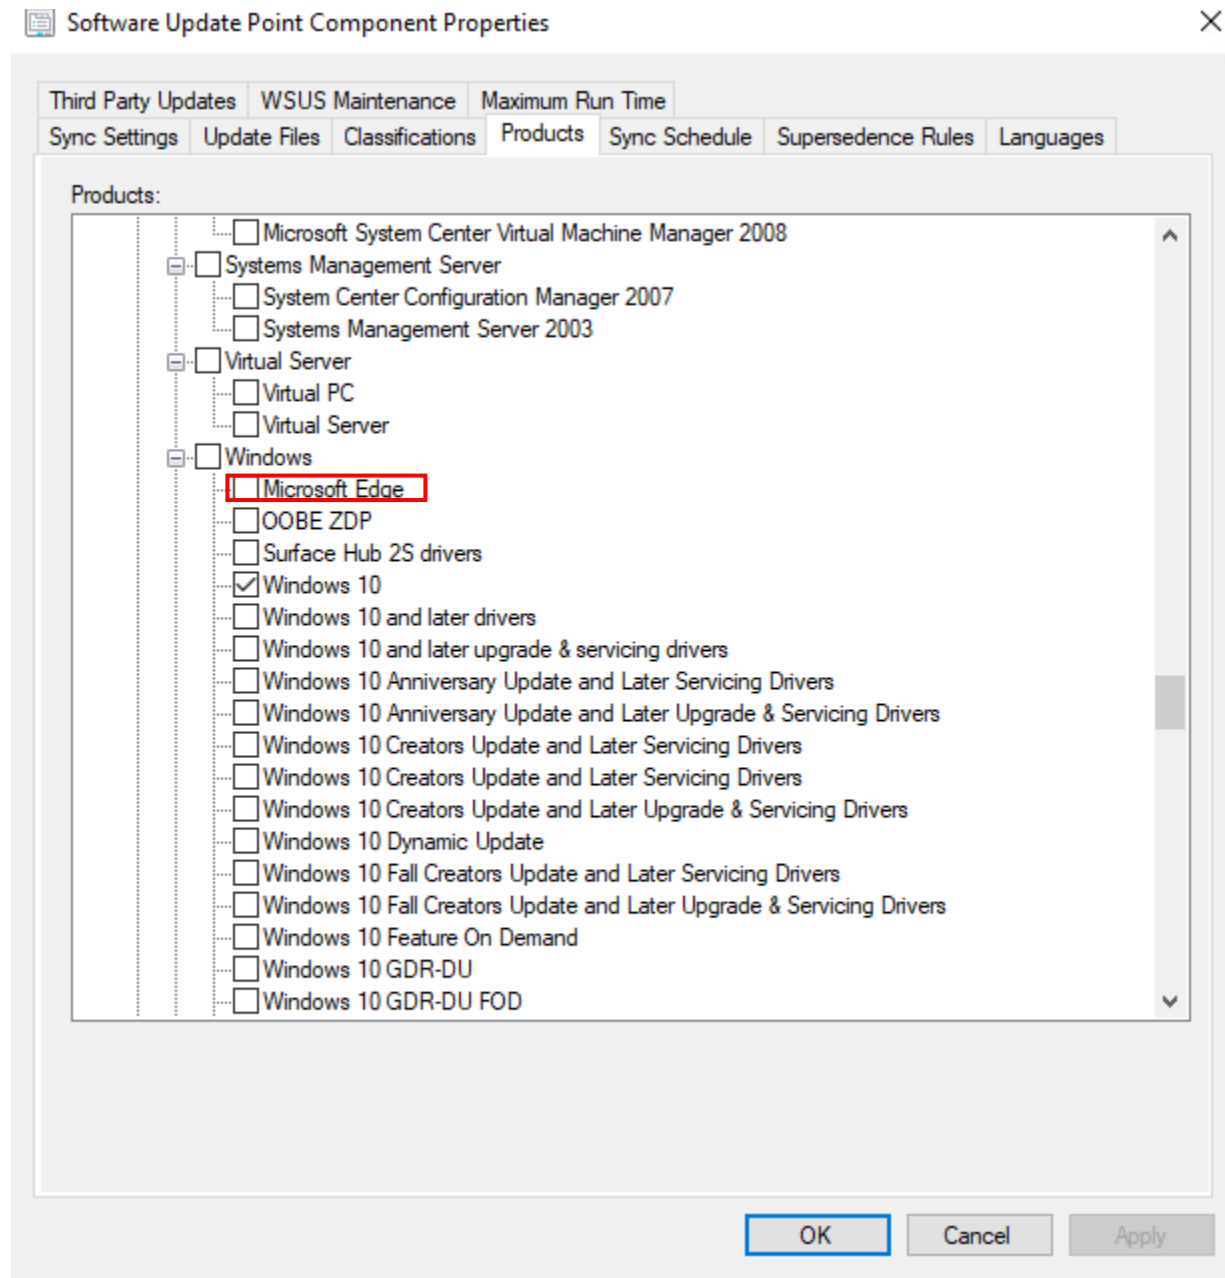 Software Update Point Component Properties
Third Party Updates WSUS Maintenance Maximum Run Time
Sync Settings Update Files Classifications Products Sync Schedule Supersedence Rules Languages
Products:
Microsoft System Center Virtual Machine Manager 2008
Systems Management Server
System Center Configuration Manager 2007
Systems Management Server 2003
Virtual Server
Virtual PC
Virtual Server
Windows
Microsoft Edge
OOBE ZDP
Surface Hub 2S drivers
Windows 10
Windows 10 and later drivers
Windows 10 and later upgrade & servicing drivers
Windows 10 Anniversary Update and Later Servicing Drivers
Windows 10 Anniversary Update and Later Upgrade & Servicing Drivers
Windows 10 Creators Update and Later Servicing Drivers
Windows 10 Creators Update and Later Servicing Drivers
Windows 10 Creators Update and Later Upgrade & Servicing Drivers
Windows 10 Dynamic Update
Windows 10 Fall Creators Update and Later Servicing Drivers
Windows 10 Fall Creators Update and Later Upgrade & Servicing Drivers
Windows 10 Feature On Demand
Windows 10 GDR-DU
Windows 10 GDR-DU FOD
OK Cancel Apply